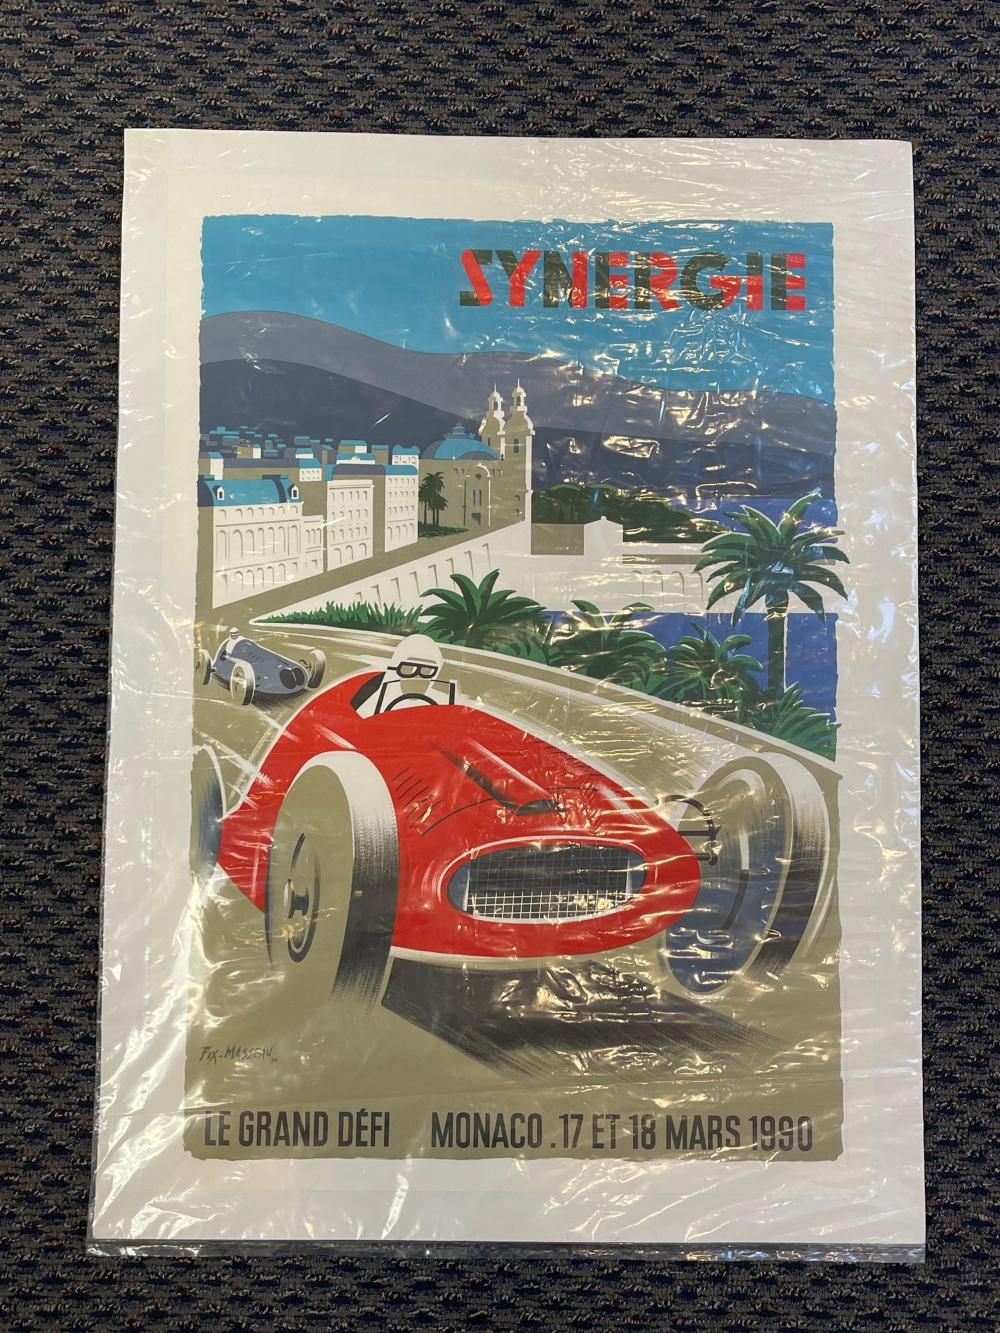 SYNERGIE
FIX-MASSEAU
LE GRAND DÉFI MONACO . 17 ET 18 MARS 1990